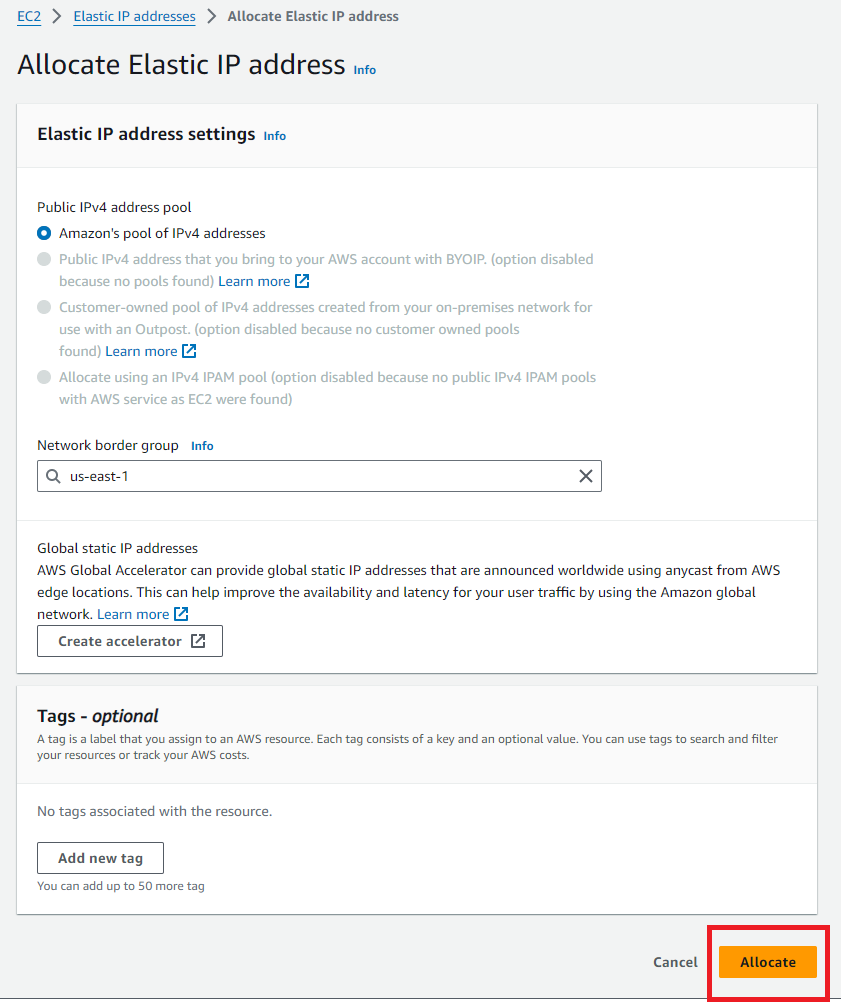 EC2 > Elastic IP addresses > Allocate Elastic IP address
Allocate Elastic IP address Info
Elastic IP address settings Info
Public IPv4 address pool
Amazon's pool of IPv4 addresses
Public IPv4 address that you bring to your AWS account with BYOIP. (option disabled
because no pools found) Learn more
Customer-owned pool of IPv4 addresses created from your on-premises network for
use with an Outpost. (option disabled because no customer owned pools
found) Learn more
Allocate using an IPv4 IPAM pool (option disabled because no public IPv4 IPAM pools
with AWS service as EC2 were found)
Network border group Info
us-east-1
Global static IP addresses
AWS Global Accelerator can provide global static IP addresses that are announced worldwide using anycast from AWS
edge locations. This can help improve the availability and latency for your user traffic by using the Amazon global
network. Learn more
Create accelerator
Tags - optional
A tag is a label that you assign to an AWS resource. Each tag consists of a key and an optional value. You can use tags to search and filter
your resources or track your AWS costs.
No tags associated with the resource.
Add new tag
You can add up to 50 more tag
Cancel Allocate